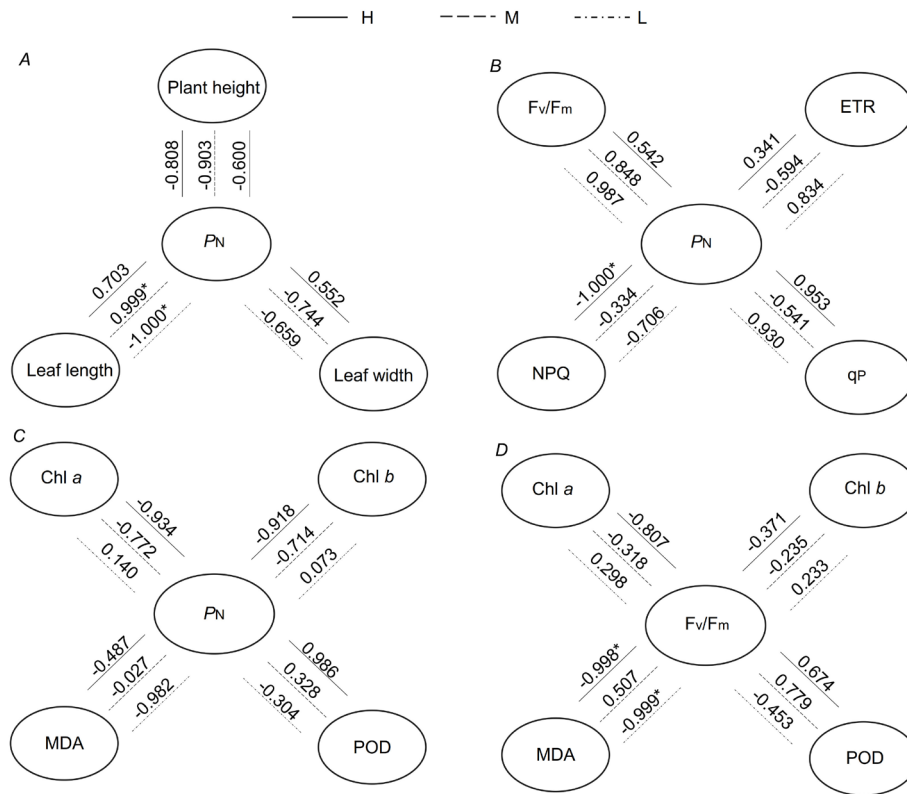 H M L
A
Plant height
-0.808
-0.903
-0.600
PN
0.703
0.999*
-1.000*
Leaf length
0.552
-0.744
-0.659
Leaf width
B
Fv/Fm
0.542
0.848
0.987
ETR
0.341
-0.594
0.834
PN
-1.000*
-0.334
-0.706
NPQ
0.953
-0.541
0.930
qP
C
Chl a
-0.934
-0.772
0.140
Chl b
-0.918
-0.714
0.073
PN
-0.487
-0.027
-0.982
MDA
0.986
0.328
-0.304
POD
D
Chl a
-0.807
-0.318
0.298
Chl b
-0.371
-0.235
0.233
Fv/Fm
-0.998*
0.507
-0.999*
MDA
0.674
0.779
-0.453
POD